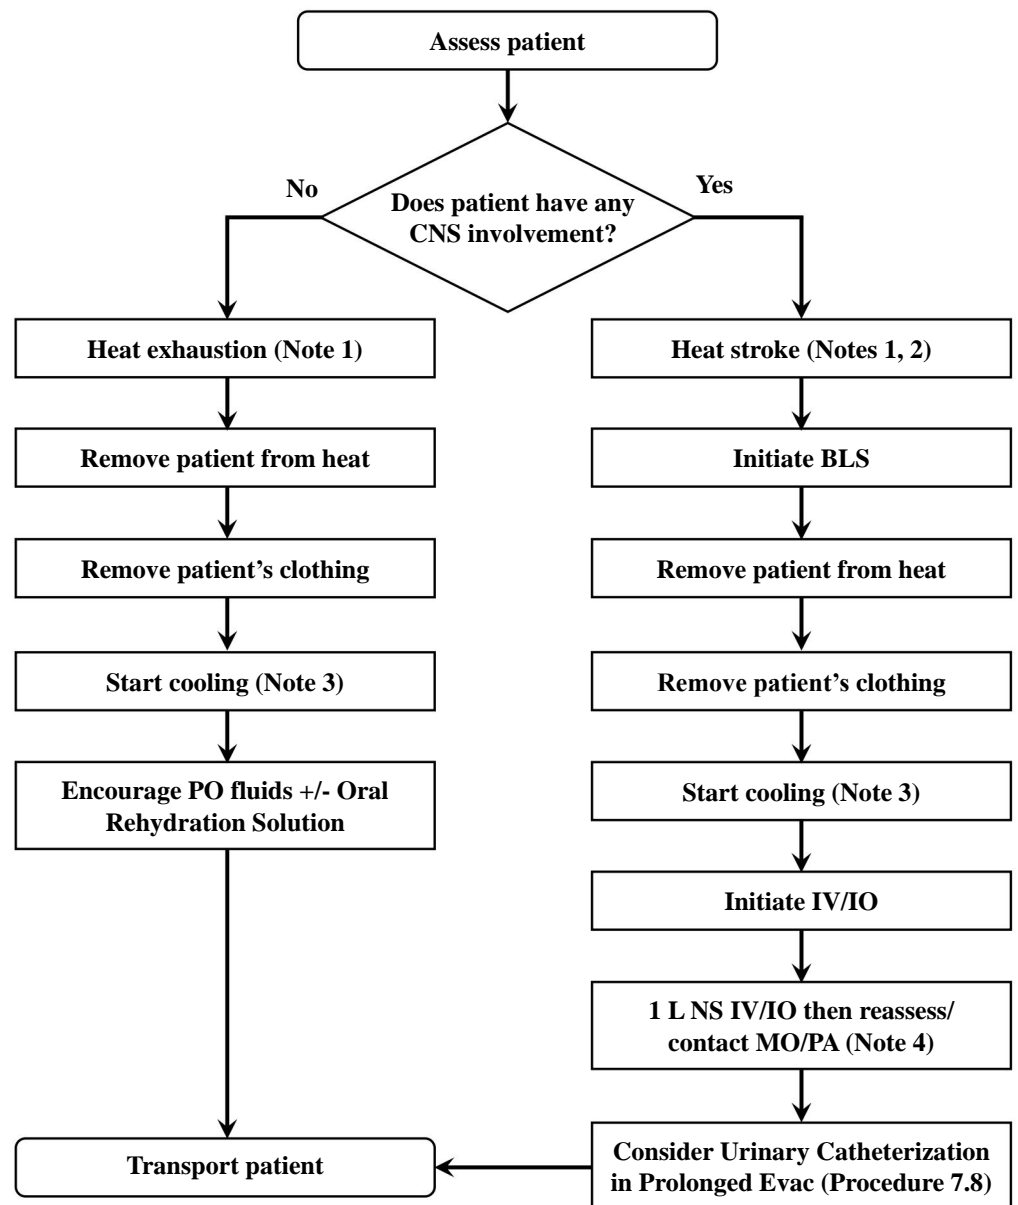 Assess patient
No
Yes
Does patient have any
CNS involvement?
Heat exhaustion (Note 1)
Remove patient from heat
Remove patient’s clothing
Start cooling (Note 3)
Encourage PO fluids +/- Oral
Rehydration Solution
Heat stroke (Notes 1, 2)
Initiate BLS
Remove patient from heat
Remove patient’s clothing
Start cooling (Note 3)
Initiate IV/IO
1 L NS IV/IO then reassess/
contact MO/PA (Note 4)
Consider Urinary Catheterization
in Prolonged Evac (Procedure 7.8)
Transport patient